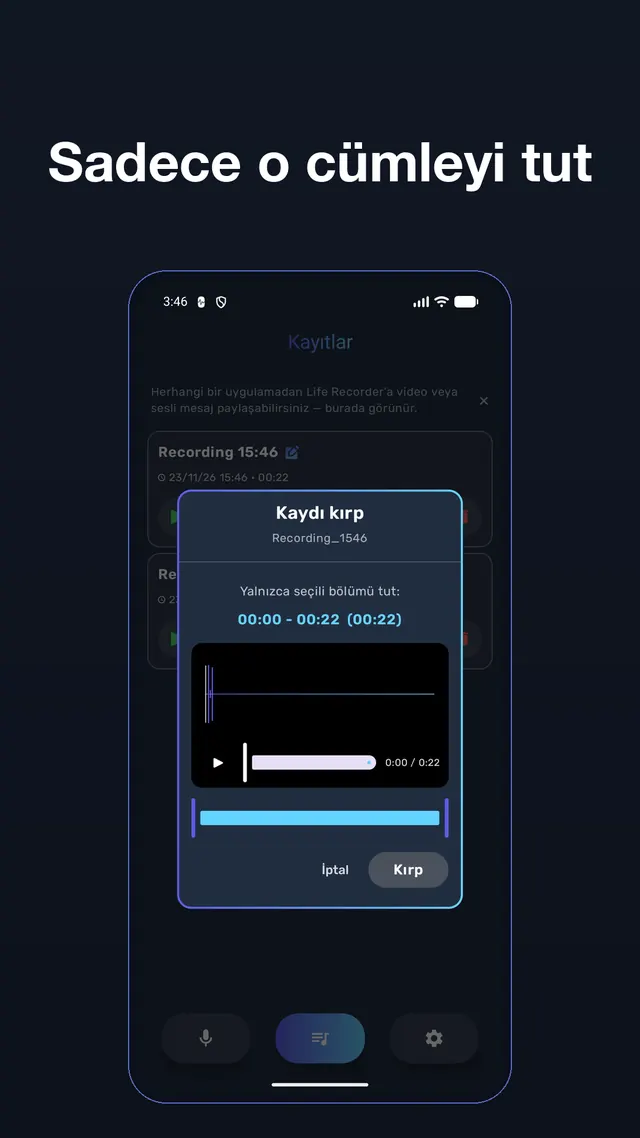 Sadece o cümleyi tut
3:46
Kayıtlar
Herhangi bir uygulamadan Life Recorder'a video veya
sesli mesaj paylaşabilirsiniz — burada görünür.
Recording 15:46
23/11/26 15:46 • 00:22
Kaydı kırp
Recording_1546
Re
23
Yalnızca seçili bölümü tut:
00:00 - 00:22 (00:22)
0:00 / 0:22
İptal
Kırp